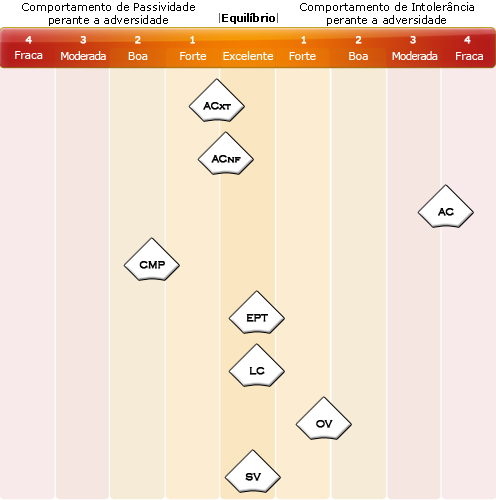 Comportamento de Passividade
perante a adversidade
|Equilíbrio|
Comportamento de Intolerância
perante a adversidade
4 3 2 1 1 2 3 4
Fraca Moderada Boa Forte Excelente Forte Boa Moderada Fraca
ACXT
ACNF
AC
CMP
EPT
LC
OV
SV